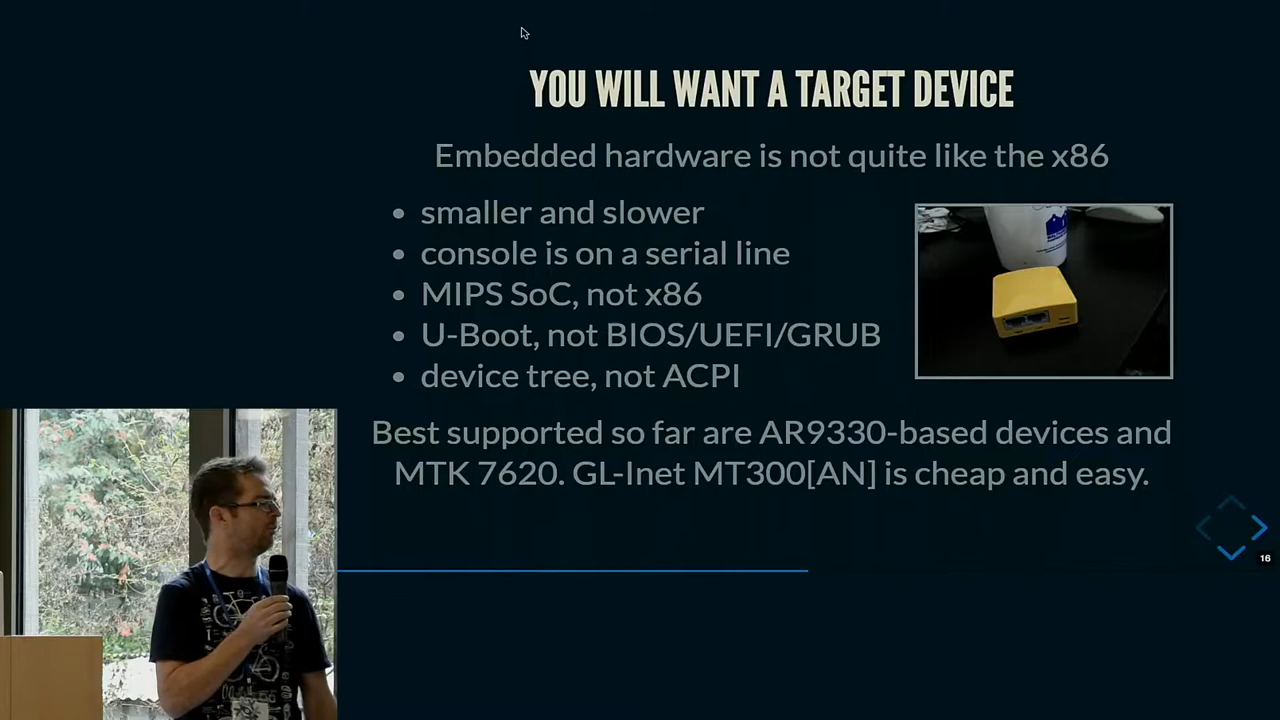 YOU WILL WANT A TARGET DEVICE
Embedded hardware is not quite like the x86
• smaller and slower
• console is on a serial line
• MIPS SoC, not x86
• U-Boot, not BIOS/UEFI/GRUB
• device tree, not ACPI
Best supported so far are AR9330-based devices and
MTK 7620. GL-Inet MT300[AN] is cheap and easy.
16